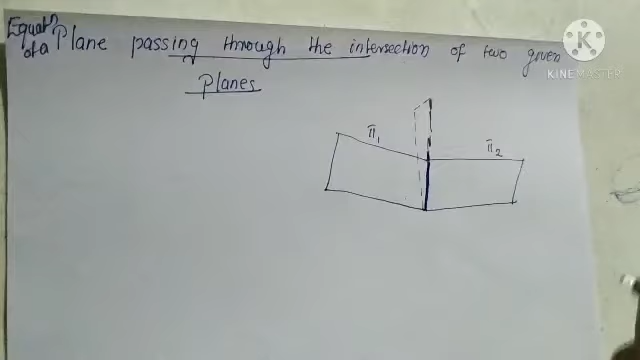 Equatn of a Plane passing through the intersection of two given
Planes
π₁
π₂
KINEMASTER